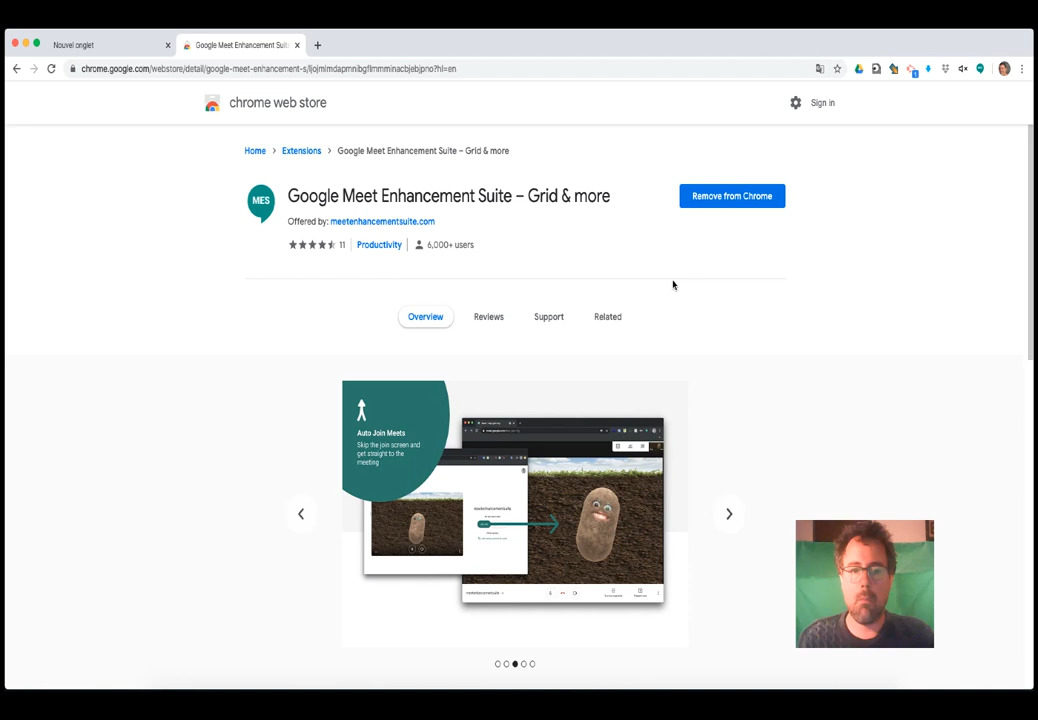 Nouvel onglet
Google Meet Enhancement Suit
chrome.google.com/webstore/detail/google-meet-enhancement-s/ljojmlmdapmnibgflmmminacbjebjpno?hl=en
chrome web store
Sign in
Home > Extensions > Google Meet Enhancement Suite – Grid & more
MES
Google Meet Enhancement Suite – Grid & more
Remove from Chrome
Offered by: meetenhancementsuite.com
11 Productivity 6,000+ users
Overview Reviews Support Related
Auto Join Meets
Skip the join screen and
get straight to the
meeting